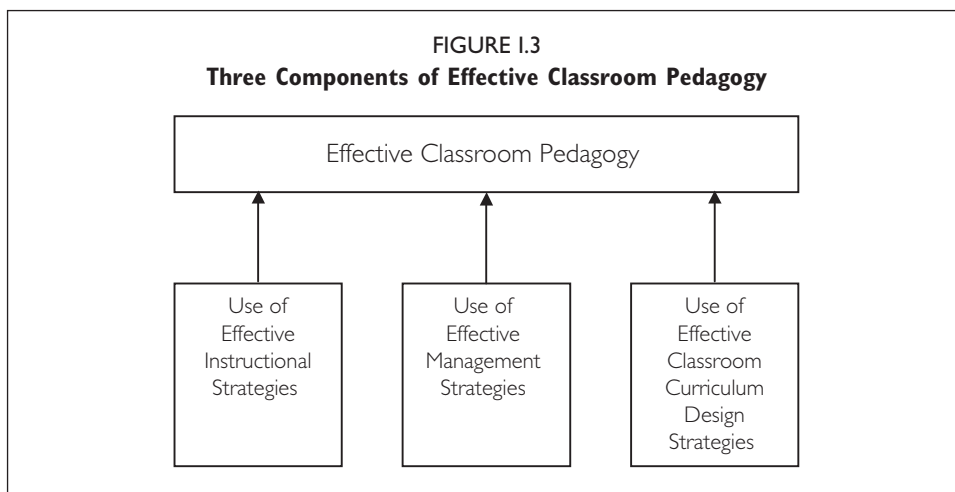 FIGURE I.3
Three Components of Effective Classroom Pedagogy
Effective Classroom Pedagogy
Use of
Effective
Instructional
Strategies
Use of
Effective
Management
Strategies
Use of
Effective
Classroom
Curriculum
Design
Strategies